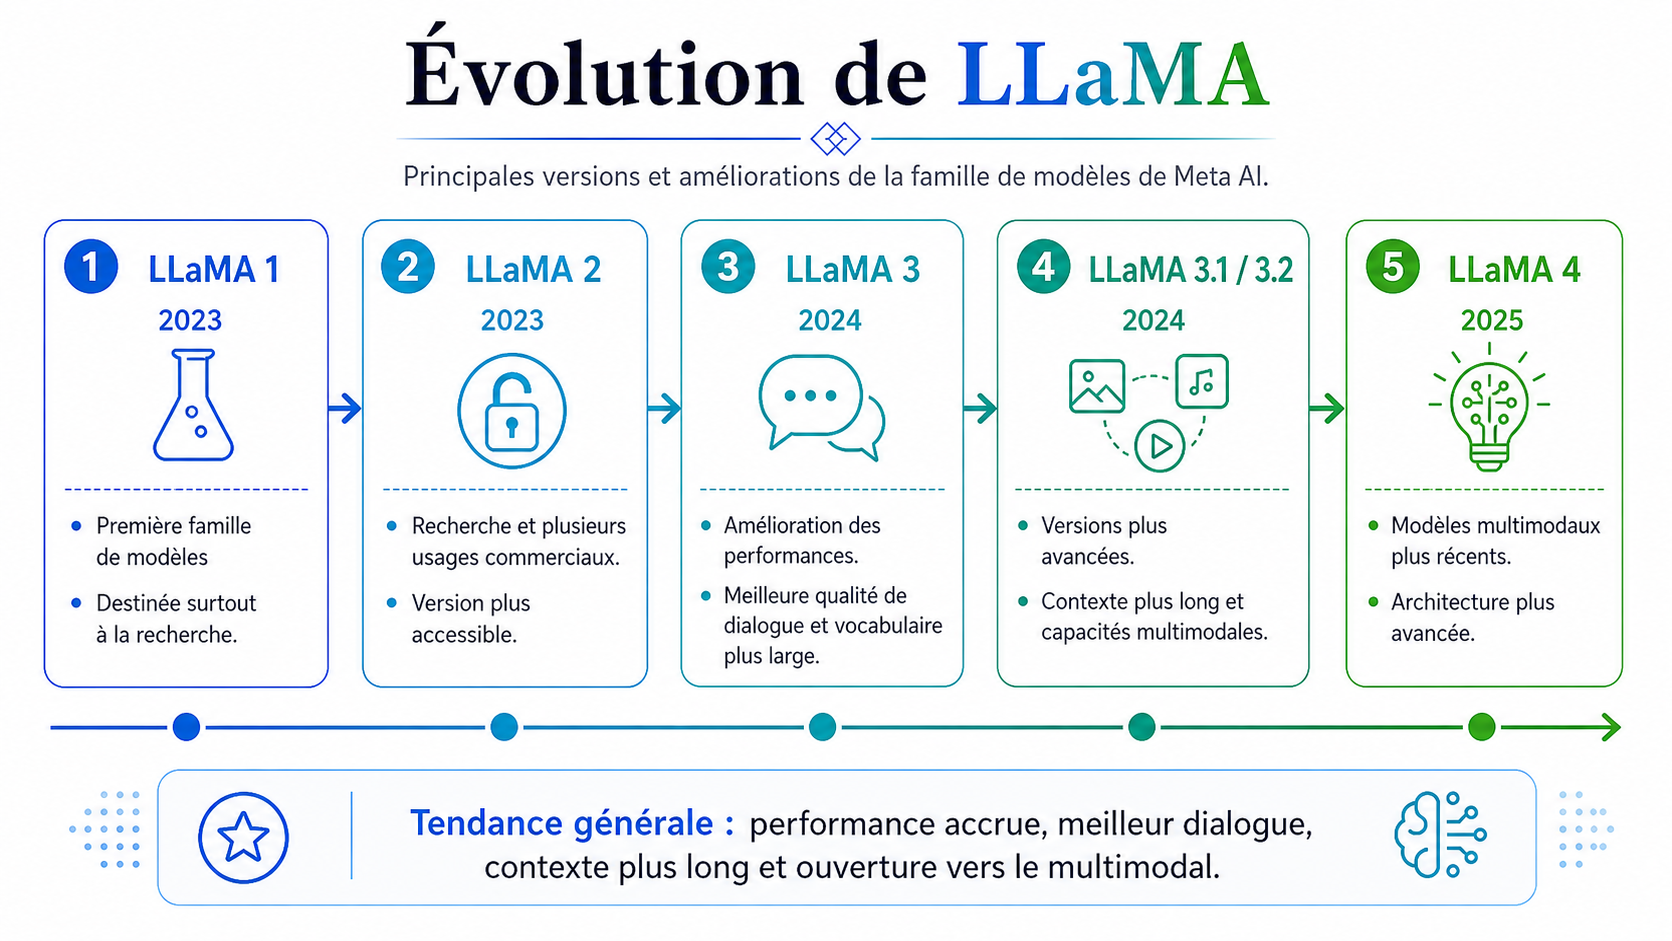 Évolution de LLaMA
Principales versions et améliorations de la famille de modèles de Meta AI.
1 LLaMA 1
2023
Première famille
de modèles
Destinée surtout
à la recherche.
2 LLaMA 2
2023
Recherche et plusieurs
usages commerciaux.
Version plus
accessible.
3 LLaMA 3
2024
Amélioration des
performances.
Meilleure qualité de
dialogue et vocabulaire
plus large.
4 LLaMA 3.1 / 3.2
2024
Versions plus
avancées.
Contexte plus long et
capacités multimodales.
5 LLaMA 4
2025
Modèles multimodaux
plus récents.
Architecture plus
avancée.
Tendance générale : performance accrue, meilleur dialogue,
contexte plus long et ouverture vers le multimodal.